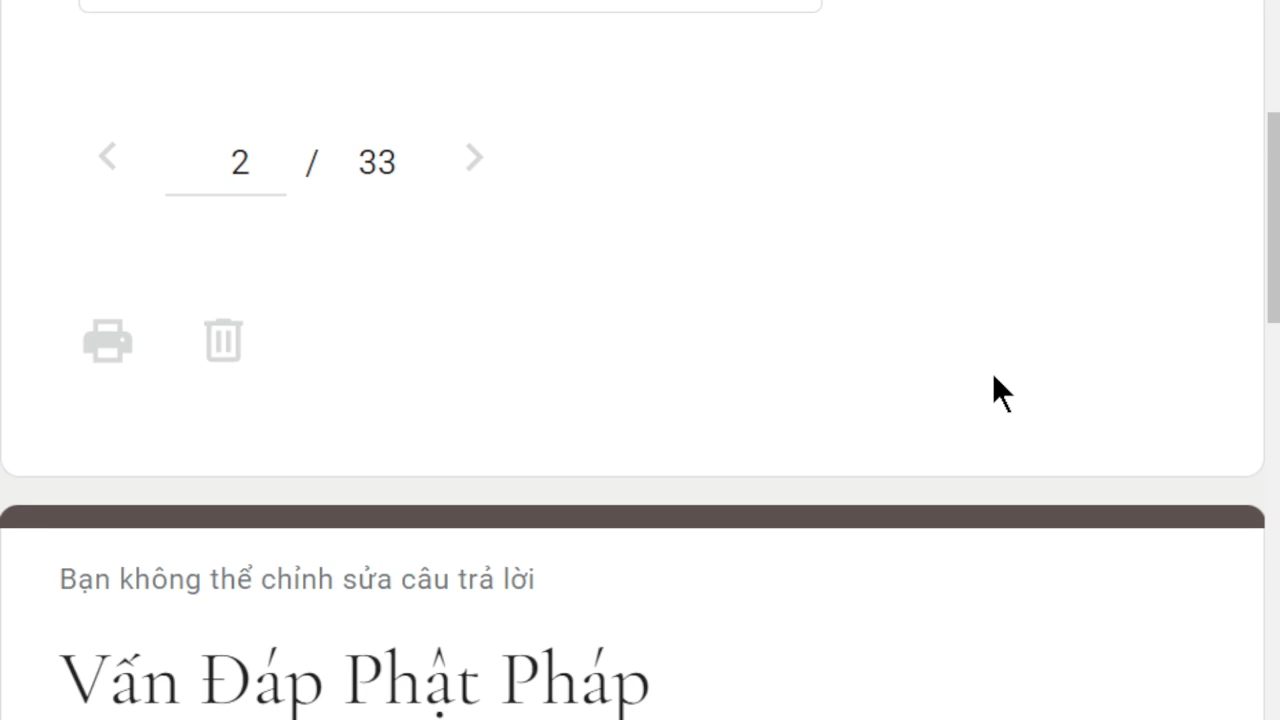 2 / 33
Bạn không thể chỉnh sửa câu trả lời
Vấn Đáp Phật Pháp